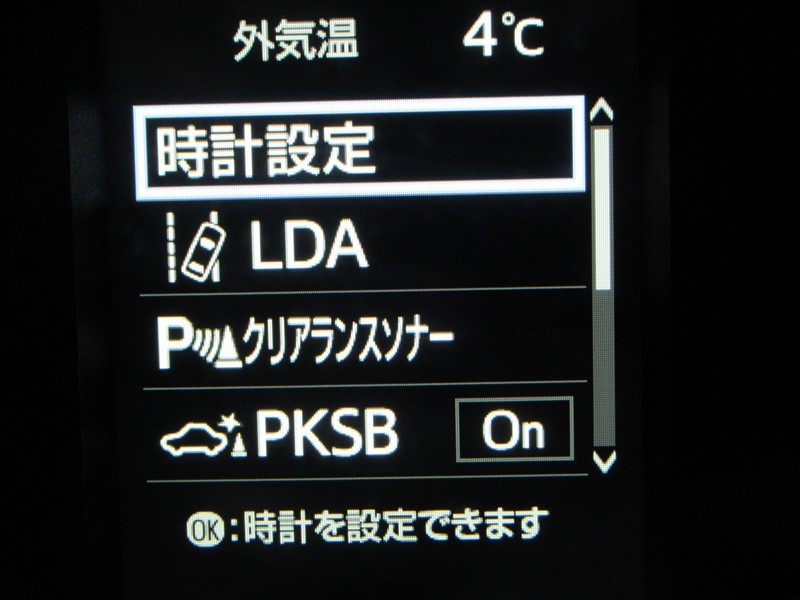 外気温 4℃
時計設定
LDA
P クリアランスソナー
PKSB On
OK:時計を設定できます